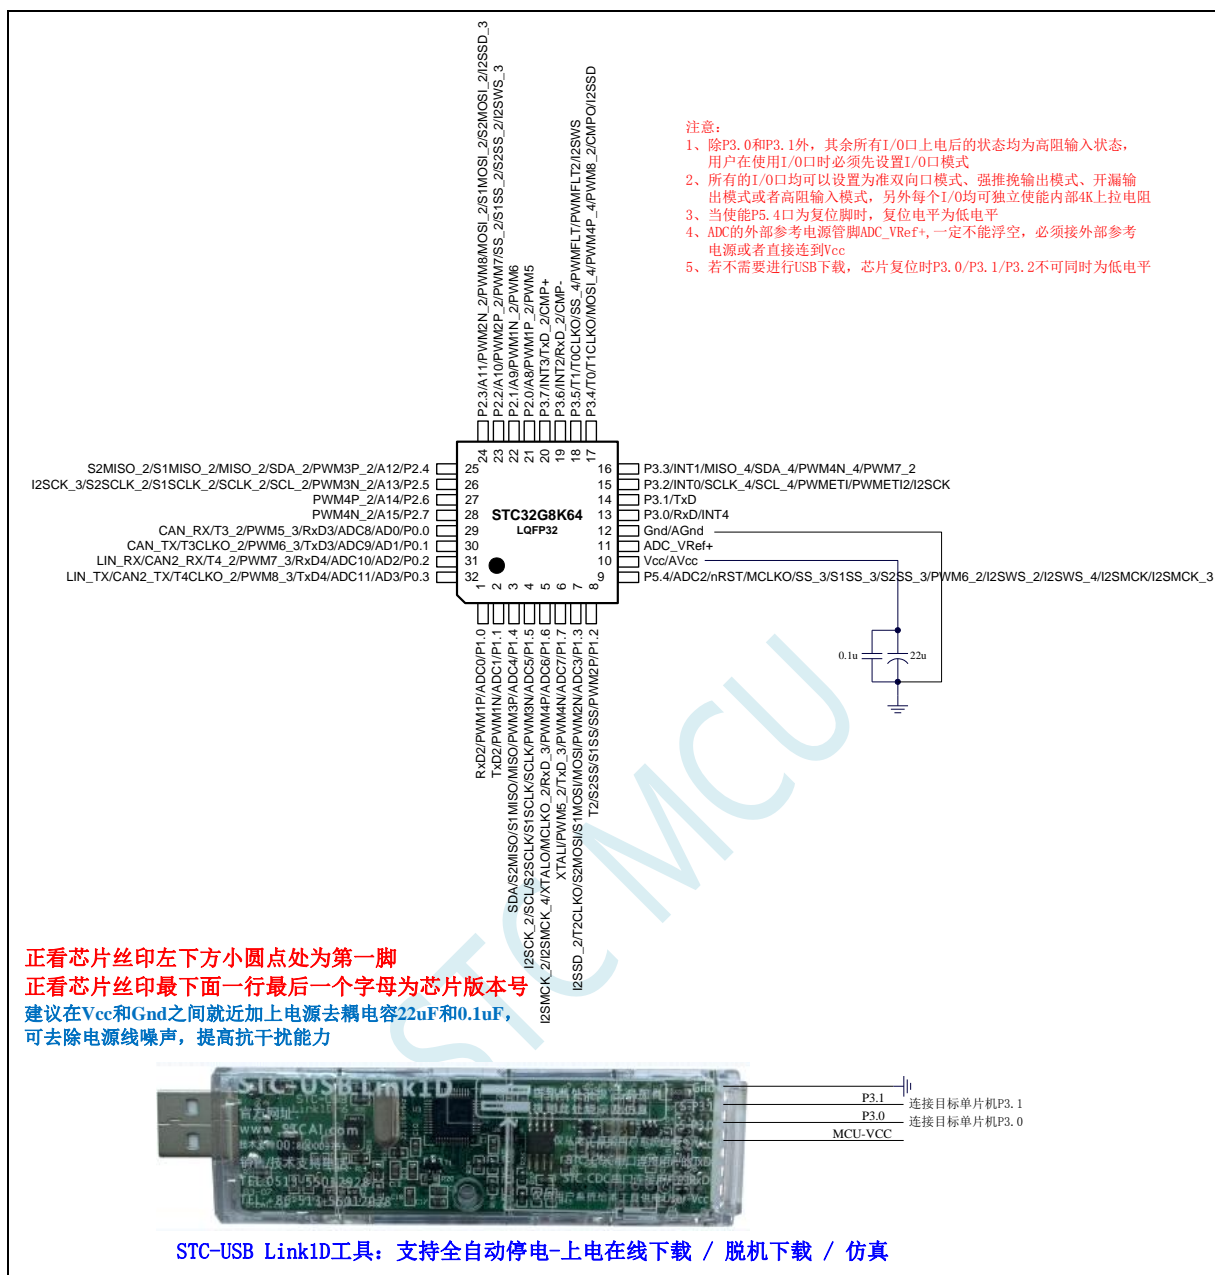 P2.3/A11/PWM2N_2/PWM8/MOSI_2/S1MOSI_2/S2MOSI_2/I2SSD_3
P2.2/A10/PWM2P_2/PWM7/SS_2/S1SS_2/S2SS_2/I2SWS_3
P2.1/A9/PWM1N_2/PWM6
P2.0/A8/PWM1P_2/PWM5
P3.7/INT3/TxD_2/CMP+
P3.6/INT2/RxD_2/CMP-
P3.5/T1/T0CLKO/SS_4/PWMFLT/PWMFLT2/I2SWS
P3.4/T0/T1CLKO/MOSI_4/PWM4P_4/PWM8_2/CMPO/I2SSD
注意：
1、除P3.0和P3.1外，其余所有I/O口上电后的状态均为高阻输入状态，
用户在使用I/O口时必须先设置I/O口模式
2、所有的I/O口均可以设置为准双向口模式、强推挽输出模式、开漏输
出模式或者高阻输入模式，另外每个I/O均可独立使能内部4K上拉电阻
3、当使能P5.4口为复位脚时，复位电平为低电平
4、ADC的外部参考电源管脚ADC_VRef+,一定不能浮空，必须接外部参考
电源或者直接连到Vcc
5、若不需要进行USB下载，芯片复位时P3.0/P3.1/P3.2不可同时为低电平
24 23 22 21 20 19 18 17
S2MISO_2/S1MISO_2/MISO_2/SDA_2/PWM3P_2/A12/P2.4 25
I2SCK_3/S2SCLK_2/S1SCLK_2/SCLK_2/SCL_2/PWM3N_2/A13/P2.5 26
PWM4P_2/A14/P2.6 27
PWM4N_2/A15/P2.7 28
CAN_RX/T3_2/PWM5_3/RxD3/ADC8/AD0/P0.0 29
CAN_TX/T3CLKO_2/PWM6_3/TxD3/ADC9/AD1/P0.1 30
LIN_RX/CAN2_RX/T4_2/PWM7_3/RxD4/ADC10/AD2/P0.2 31
LIN_TX/CAN2_TX/T4CLKO_2/PWM8_3/TxD4/ADC11/AD3/P0.3 32
STC32G8K64
LQFP32
16 P3.3/INT1/MISO_4/SDA_4/PWM4N_4/PWM7_2
15 P3.2/INT0/SCLK_4/SCL_4/PWMETI/PWMETI2/I2SCK
14 P3.1/TxD
13 P3.0/RxD/INT4
12 Gnd/AGnd
11 ADC_VRef+
10 Vcc/AVcc
9 P5.4/ADC2/nRST/MCLKO/SS_3/S1SS_3/S2SS_3/PWM6_2/I2SWS_2/I2SWS_4/I2SMCK/I2SMCK_3
1 2 3 4 5 6 7 8
RxD2/PWM1P/ADC0/P1.0
TxD2/PWM1N/ADC1/P1.1
SDA/S2MISO/S1MISO/MISO/PWM3P/ADC4/P1.4
I2SCK_2/SCL/S2SCLK/S1SCLK/SCLK/PWM3N/ADC5/P1.5
I2SMCK_2/I2SMCK_4/XTALO/MCLKO_2/RxD_3/PWM4P/ADC6/P1.6
XTALI/PWM5_2/TxD_3/PWM4N/ADC7/P1.7
I2SSD_2/T2CLKO/S2MOSI/S1MOSI/MOSI/PWM2N/ADC3/P1.3
T2/S2SS/S1SS/SS/PWM2P/P1.2
0.1u 22u
STC MCU
正看芯片丝印左下方小圆点处为第一脚
正看芯片丝印最下面一行最后一个字母为芯片版本号
建议在Vcc和Gnd之间就近加上电源去耦电容22uF和0.1uF，
可去除电源线噪声，提高抗干扰能力
STC-USB Link1D
官方网址:
www.STCAI.com
TEL:0513-55012928
P3.1 连接目标单片机P3.1
P3.0 连接目标单片机P3.0
MCU-VCC
STC-USB Link1D工具：支持全自动停电-上电在线下载 / 脱机下载 / 仿真